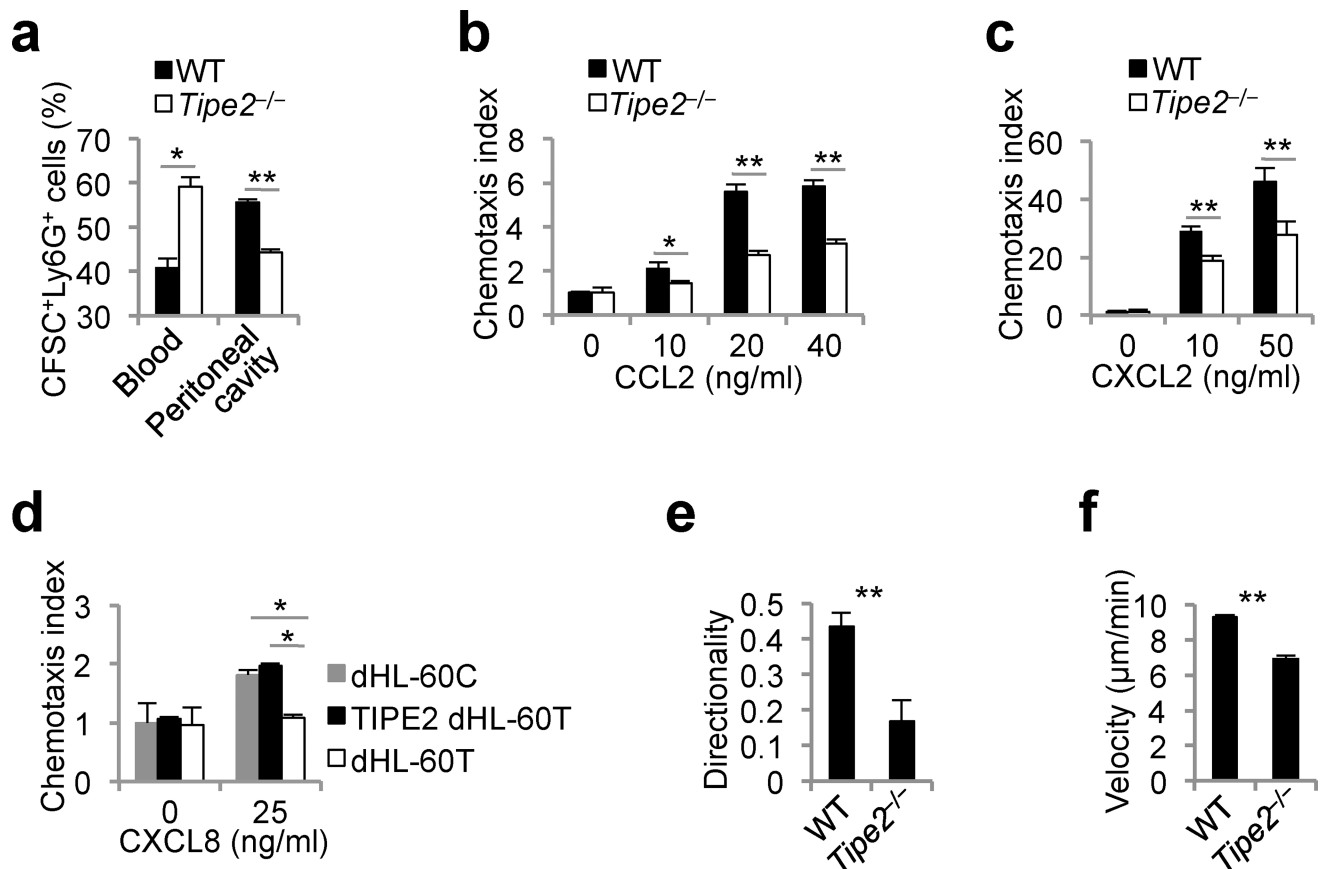 a
WT
Tipe2–/–
CFSC+Ly6G+ cells (%)
70
60
50
40
30
*
**
Blood
Peritoneal
cavity
b
WT
Tipe2–/–
Chemotaxis index
8
6
4
2
0
*
**
**
0 10 20 40
CCL2 (ng/ml)
c
WT
Tipe2–/–
Chemotaxis index
60
40
20
0
**
**
0 10 50
CXCL2 (ng/ml)
d
Chemotaxis index
3
2
1
0
*
*
0 25
CXCL8 (ng/ml)
dHL-60C
TIPE2 dHL-60T
dHL-60T
e
Directionality
0.5
0.4
0.3
0.2
0.1
0
**
WT
Tipe2–/–
f
Velocity (µm/min)
10
8
6
4
2
0
**
WT
Tipe2–/–